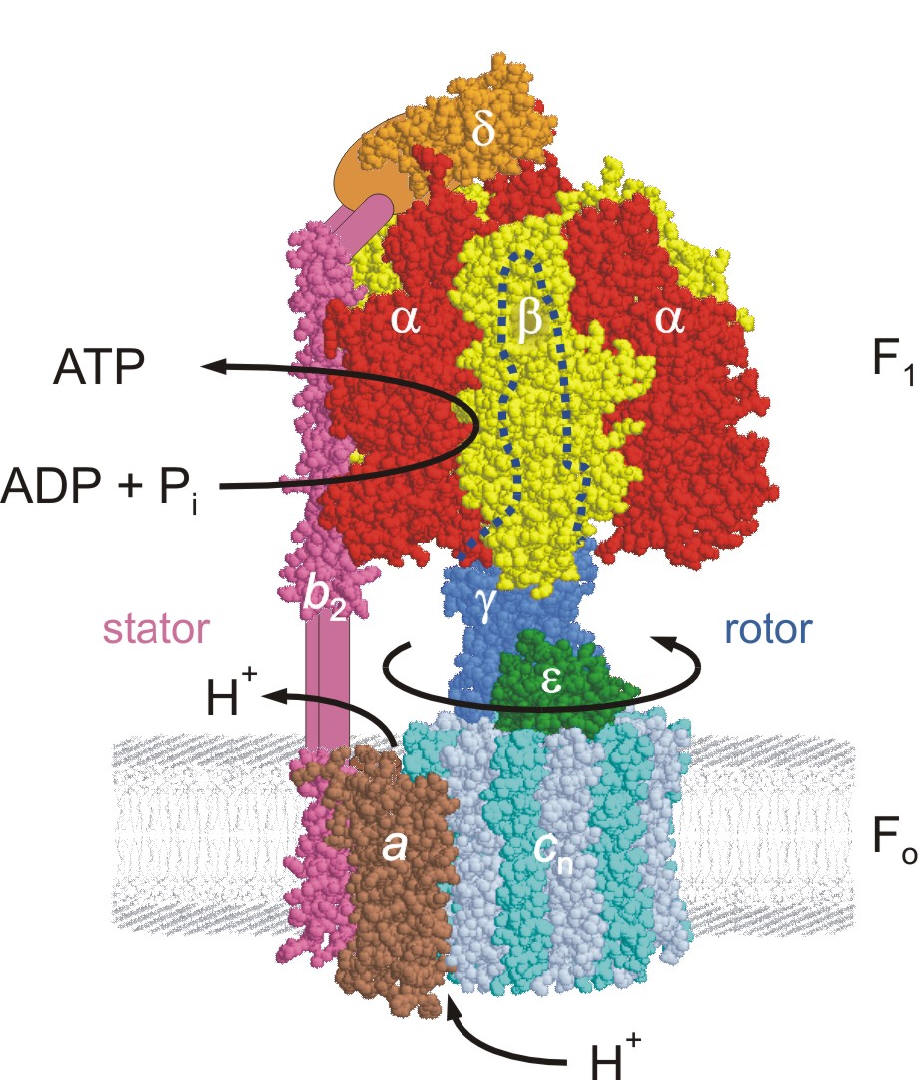 δ
α
β
α
F₁
ATP
ADP + Pᵢ
b₂
γ
stator
rotor
ε
H⁺
a
cₙ
Fₒ
H⁺